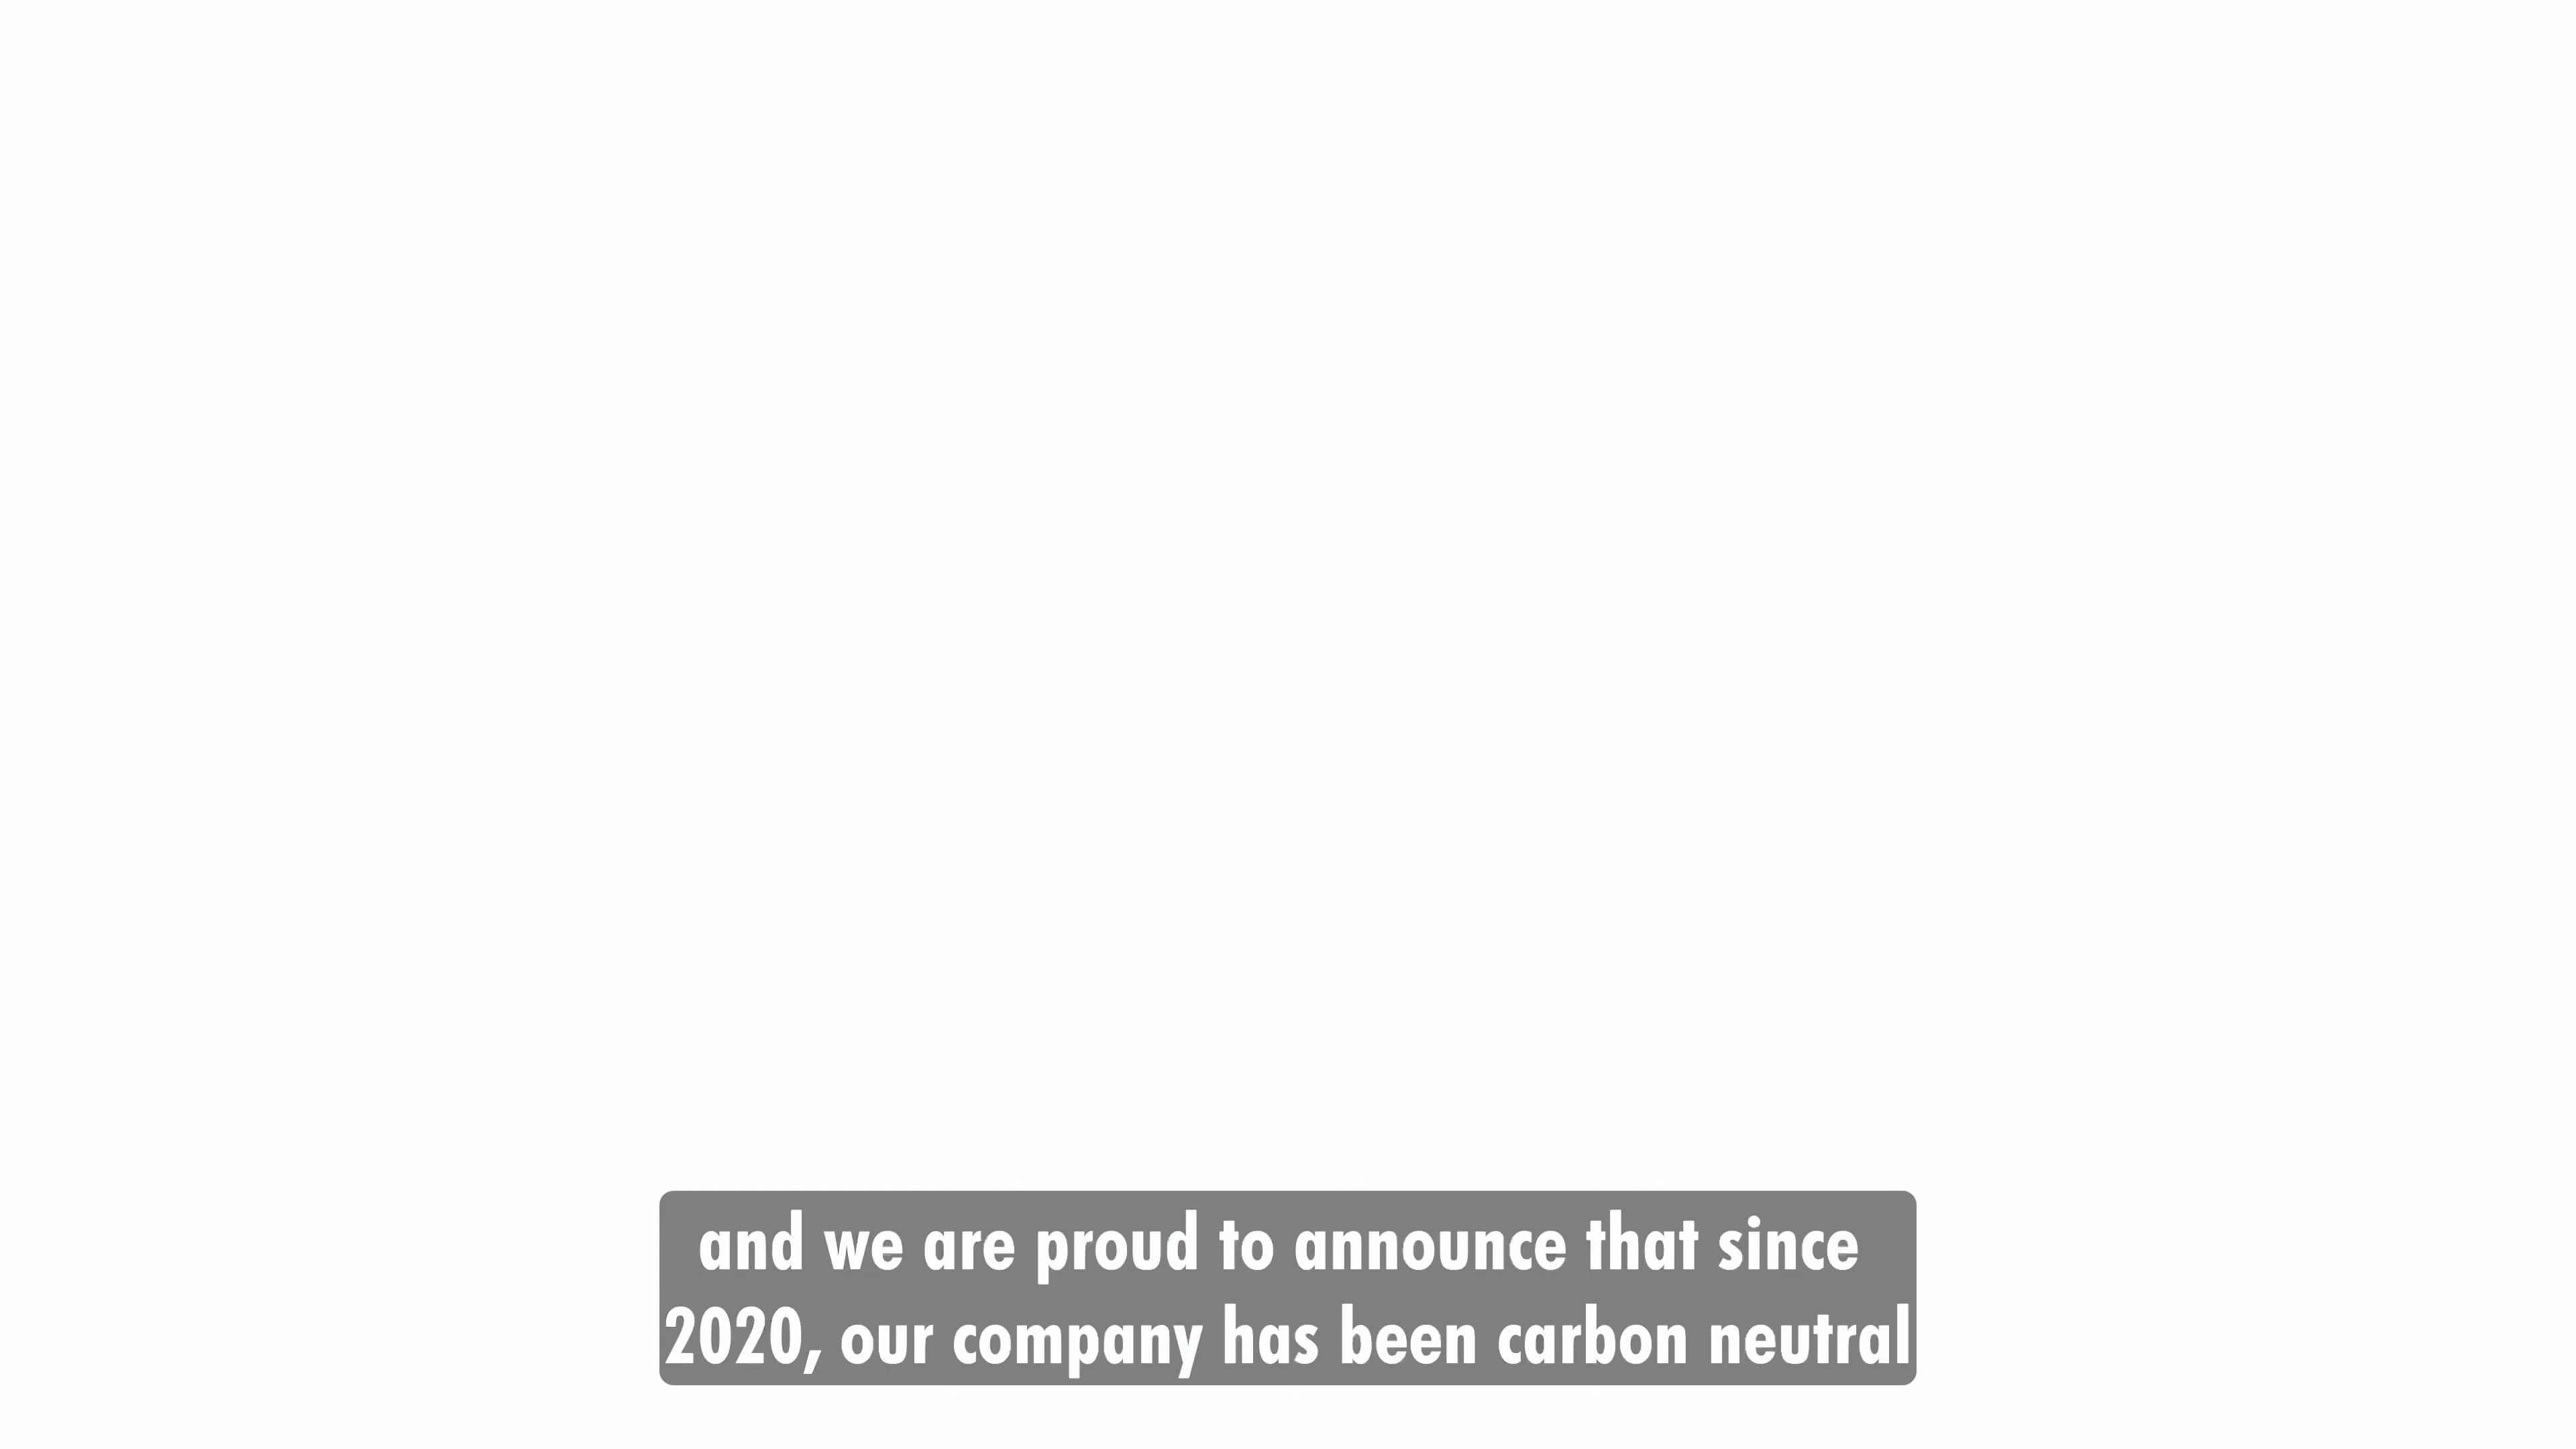 and we are proud to announce that since
2020, our company has been carbon neutral